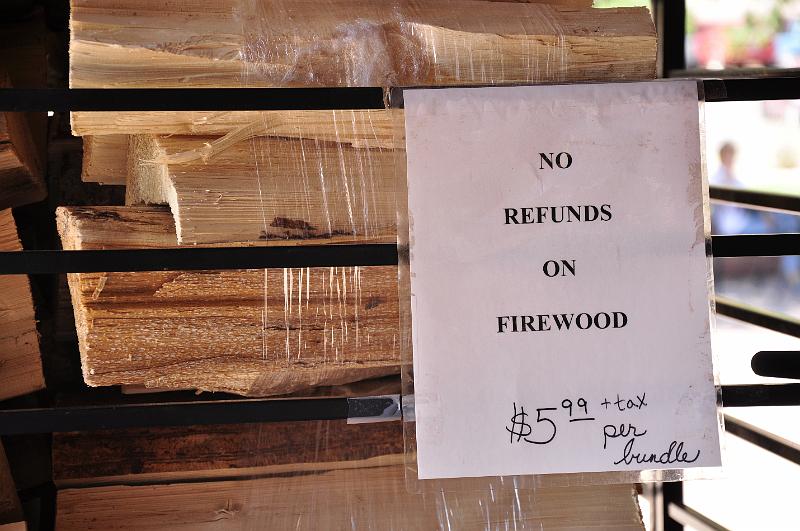 NO
REFUNDS
ON
FIREWOOD
$5.99 + tax
per
bundle